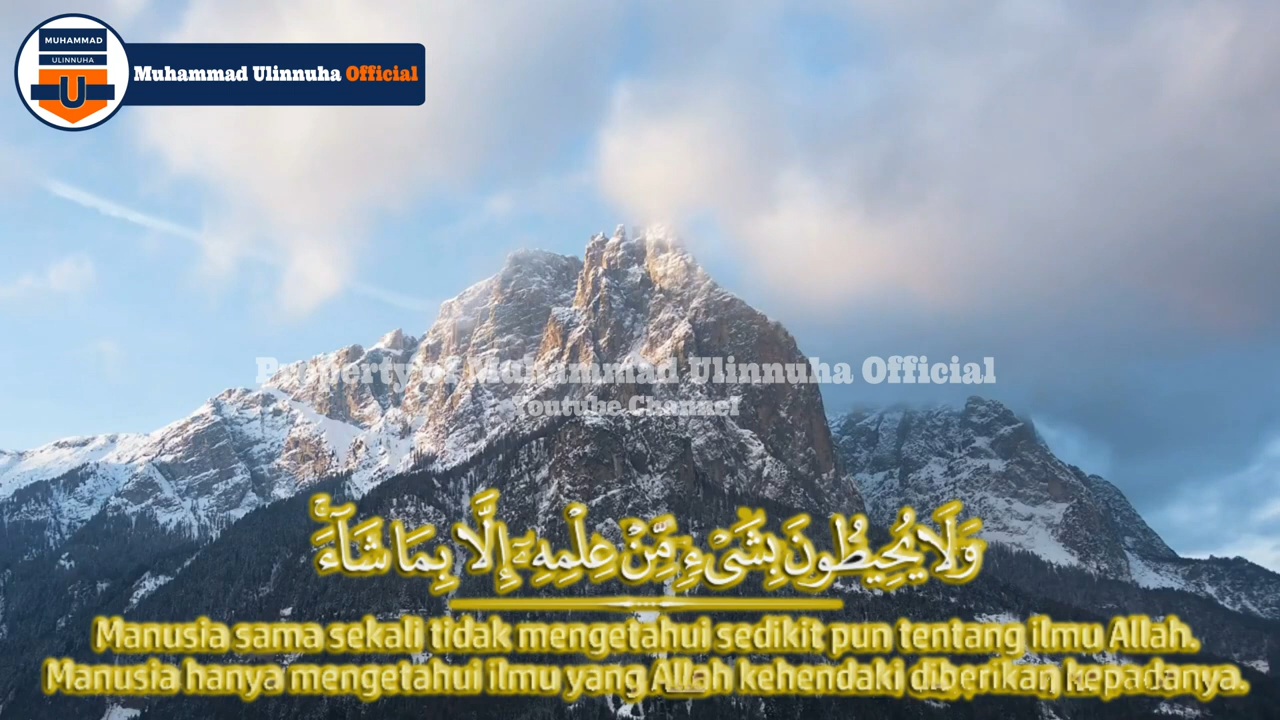 MUHAMMAD
ULINNUHA
U
Muhammad Ulinnuha Official
Property of Muhammad Ulinnuha Official
Youtube Channel
وَلَا يُحِيْطُونَ بِشَىْءٍ مِّنْ عِلْمِهِۦٓ إِلَّا بِمَا شَآءَۚ
Manusia sama sekali tidak mengetahui sedikit pun tentang ilmu Allah.
Manusia hanya mengetahui ilmu yang Allah kehendaki diberikan kepadanya.